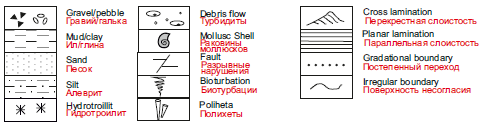 Gravel/pebble
Гравий/галька
Mud/clay
Ил/глина
Sand
Песок
Silt
Алеврит
Hydrotroillit
Гидротроилит
Debris flow
Турбидиты
Mollusc Shell
Раковины
моллюсков
Fault
Разрывные
нарушения
Bioturbation
Биотурбации
Poliheta
Полихеты
Cross lamination
Перекрестная слоистость
Planar lamination
Параллельная слоистость
Gradational boundary
Постепенный переход
Irregular boundary
Поверхность несогласия